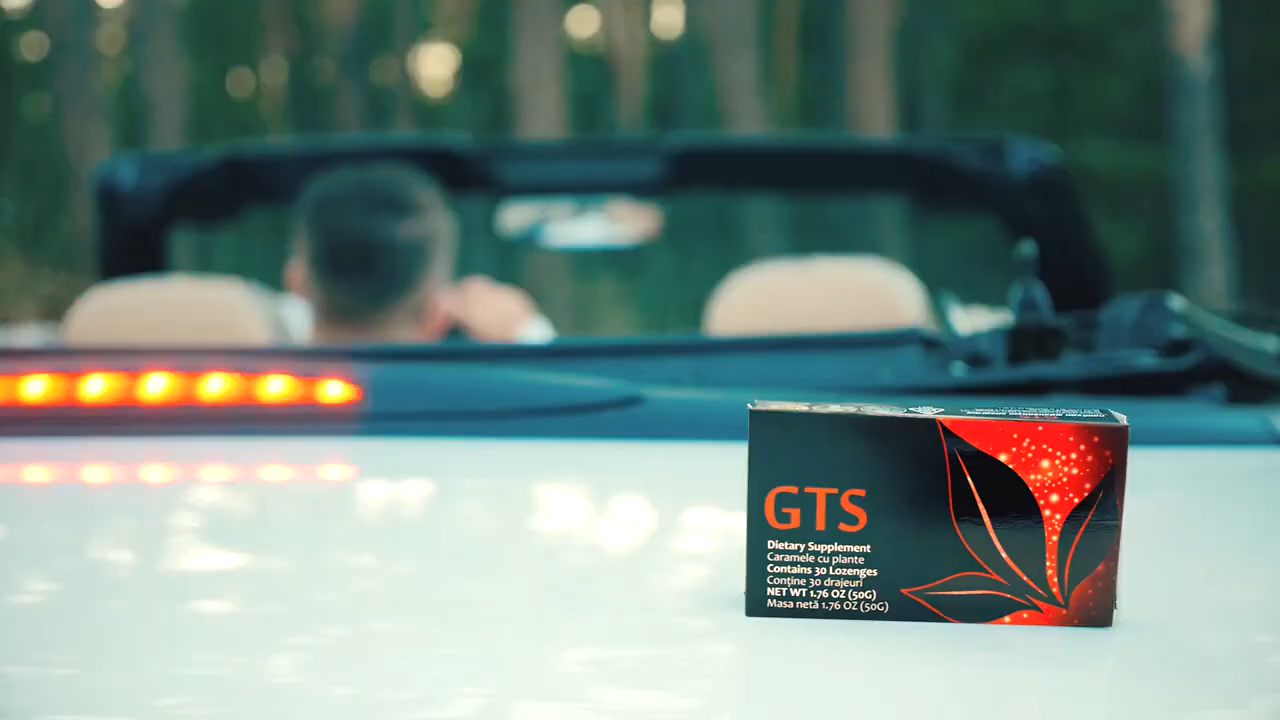 GTS
Dietary Supplement
Caramele cu plante
Contains 30 Lozenges
Conține 30 drajeuri
NET WT 1.76 OZ (50G)
Masa netă 1.76 OZ (50G)